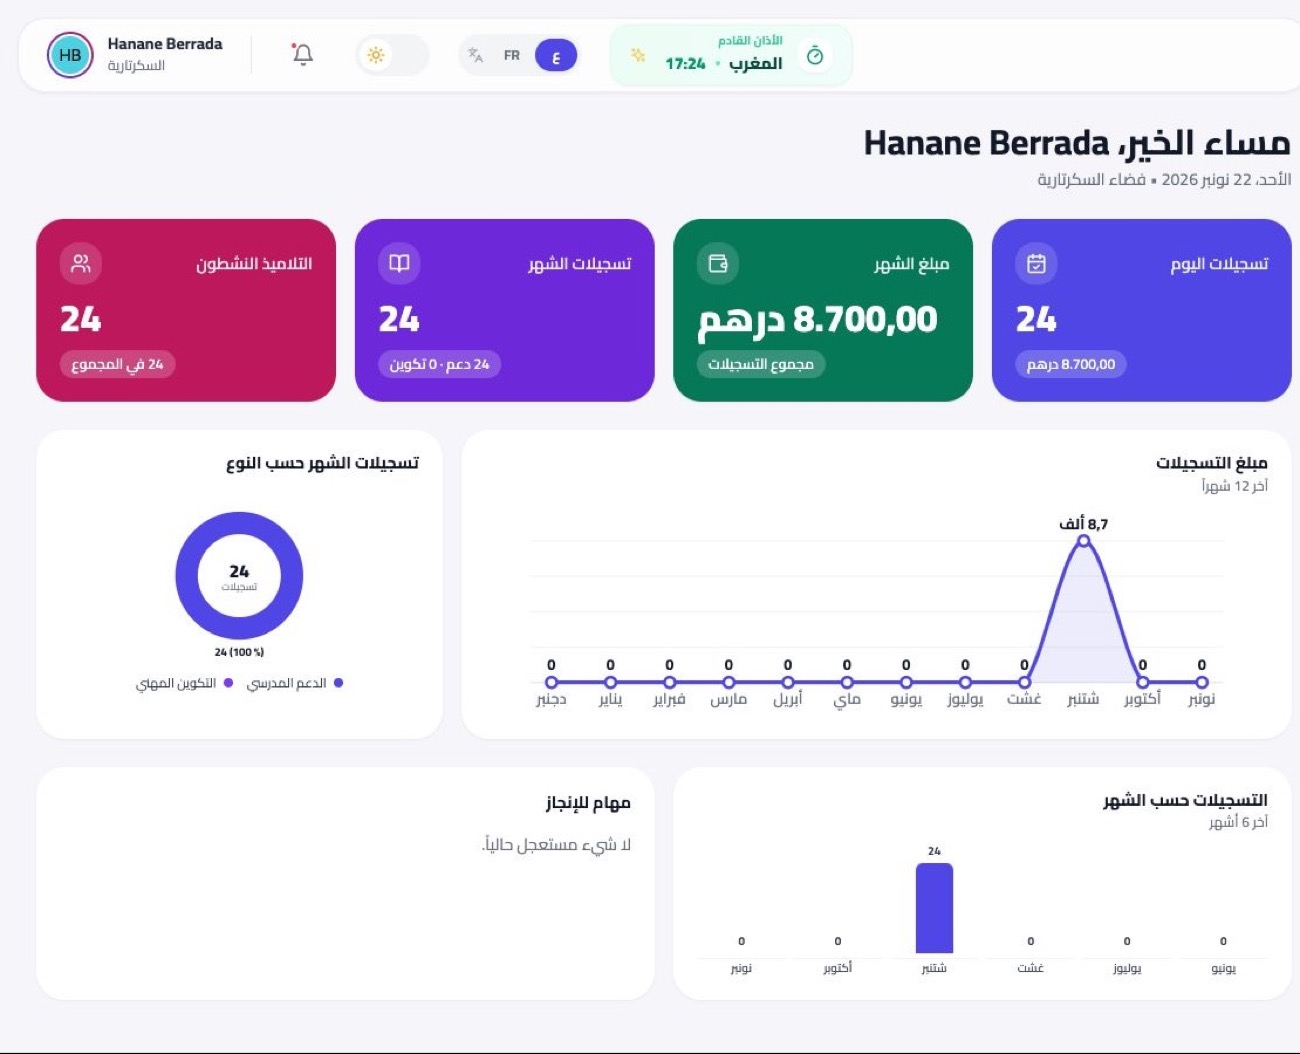 الأذان القادم
المغرب • 17:24
ع
FR
Hanane Berrada
السكرتارية
HB
مساء الخير، Hanane Berrada
الأحد، 22 نونبر 2026 • فضاء السكرتارية
تسجيلات اليوم
24
8.700,00 درهم
مبلغ الشهر
8.700,00 درهم
مجموع التسجيلات
تسجيلات الشهر
24
24 دعم · 0 تكوين
التلاميذ النشطون
24
24 في المجموع
مبلغ التسجيلات
آخر 12 شهراً
8,7 ألف
0 0 0 0 0 0 0 0 0 0 0
دجنبر يناير فبراير مارس أبريل ماي يونيو يوليوز غشت شتنبر أكتوبر نونبر
تسجيلات الشهر حسب النوع
24
تسجيلات
24 (100 %)
الدعم المدرسي
التكوين المهني
التسجيلات حسب الشهر
آخر 6 أشهر
24
0 0 0 0 0
يونيو يوليوز غشت شتنبر أكتوبر نونبر
مهام للإنجاز
لا شيء مستعجل حالياً.